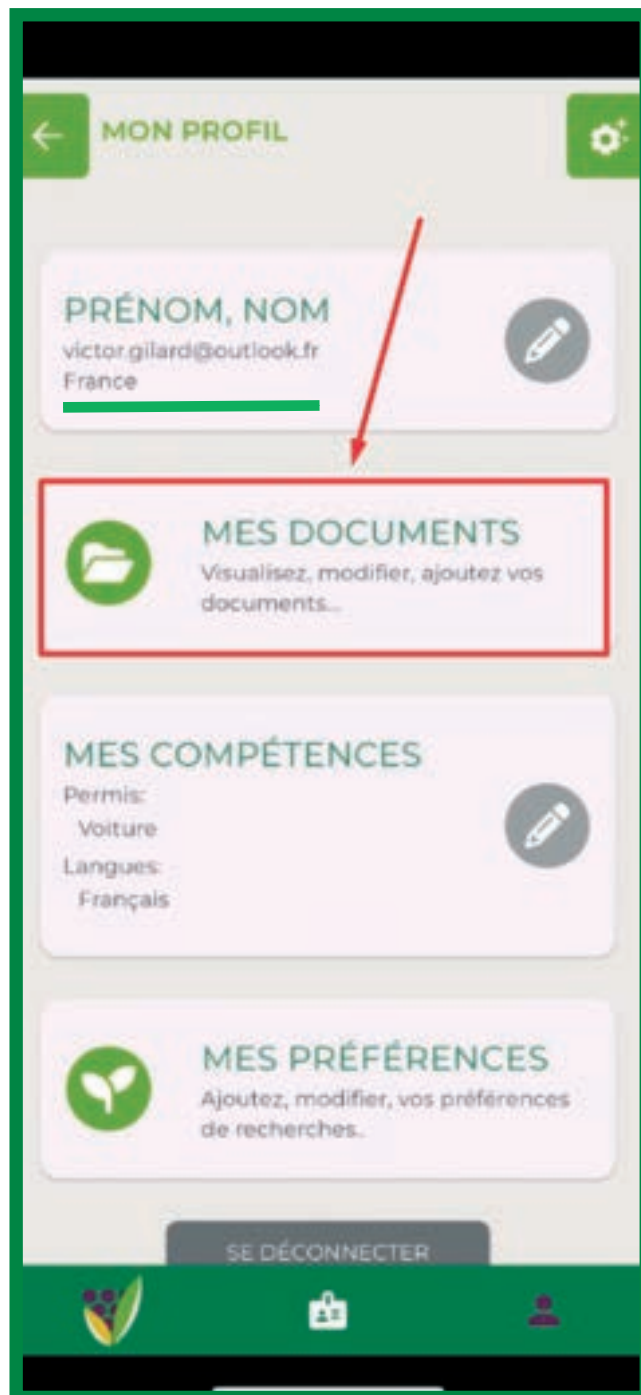 MON PROFIL
PRÉNOM, NOM
victor.gilard@outlook.fr
France
MES DOCUMENTS
Visualisez, modifier, ajoutez vos
documents...
MES COMPÉTENCES
Permis:
Voiture
Langues:
Français
MES PRÉFÉRENCES
Ajoutez, modifier, vos préférences
de recherches..
SE DÉCONNECTER